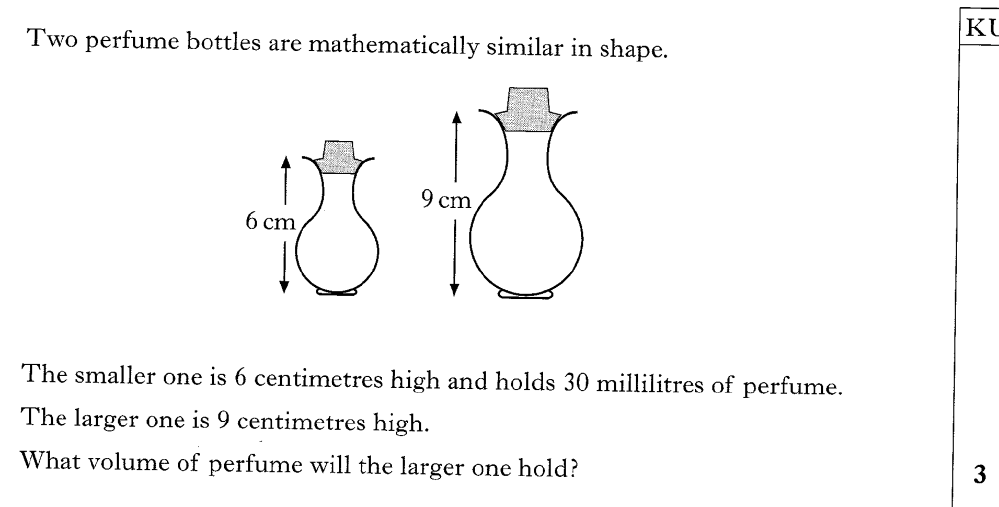 Two perfume bottles are mathematically similar in shape.
KU
6 cm
9 cm
The smaller one is 6 centimetres high and holds 30 millilitres of perfume.
The larger one is 9 centimetres high.
What volume of perfume will the larger one hold?
3